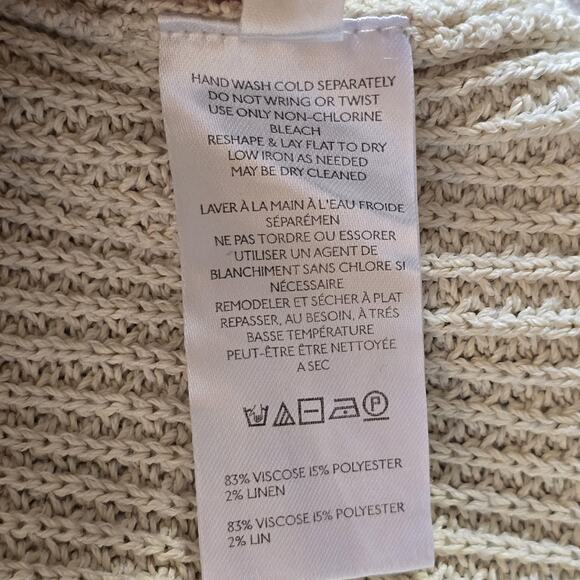 HAND WASH COLD SEPARATELY
DO NOT WRING OR TWIST
USE ONLY NON-CHLORINE
BLEACH
RESHAPE & LAY FLAT TO DRY
LOW IRON AS NEEDED
MAY BE DRY CLEANED
LAVER À LA MAIN À L'EAU FROIDE
SÉPARÉMEN
NE PAS TORDRE OU ESSORER
UTILISER UN AGENT DE
BLANCHIMENT SANS CHLORE SI
NÉCESSAIRE
REMODELER ET SÉCHER À PLAT
REPASSER, AU BESOIN, À TRÉS
BASSE TEMPÉRATURE
PEUT-ÊTRE ÊTRE NETTOYÉE
A SEC
P
83% VISCOSE 15% POLYESTER
2% LINEN
83% VISCOSE 15% POLYESTER
2% LIN